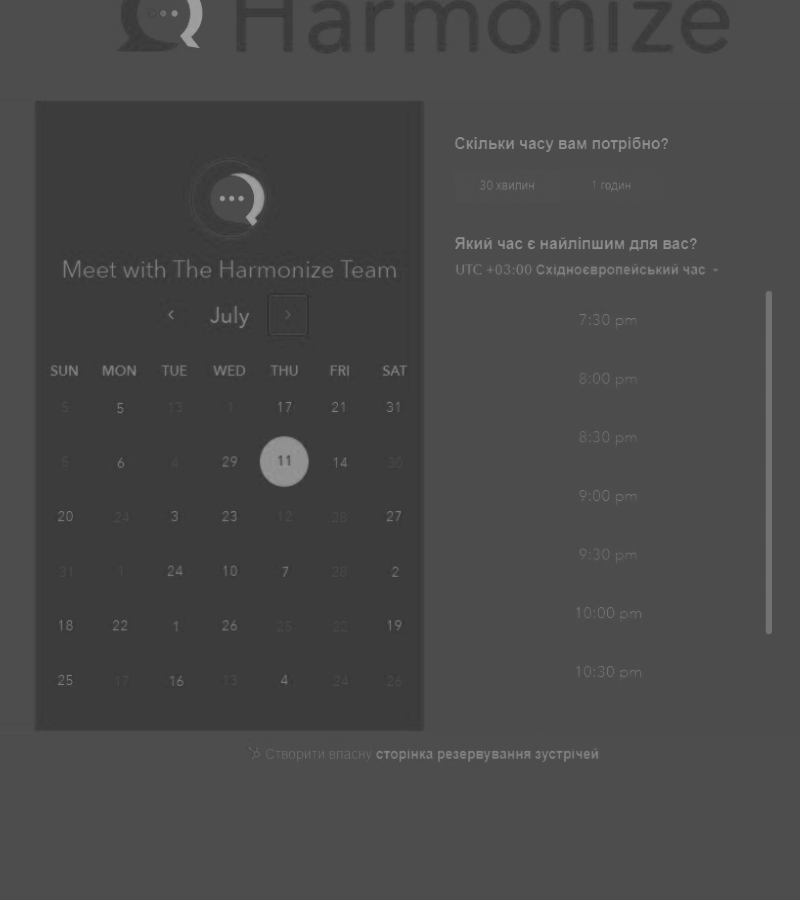 Harmonize
Meet with The Harmonize Team
July
SUN MON TUE WED THU FRI SAT
5 5 13 1 17 21 31
5 6 4 29 11 14 30
20 24 3 23 12 28 27
31 1 24 10 7 28 2
18 22 1 26 25 22 19
25 17 16 13 4 24 26
Скільки часу вам потрібно?
30 хвилин 1 годин
Який час є найліпшим для вас?
UTC +03:00 Східноєвропейський час
7:30 pm
8:00 pm
8:30 pm
9:00 pm
9:30 pm
10:00 pm
10:30 pm
Створити власну сторінка резервування зустрічей